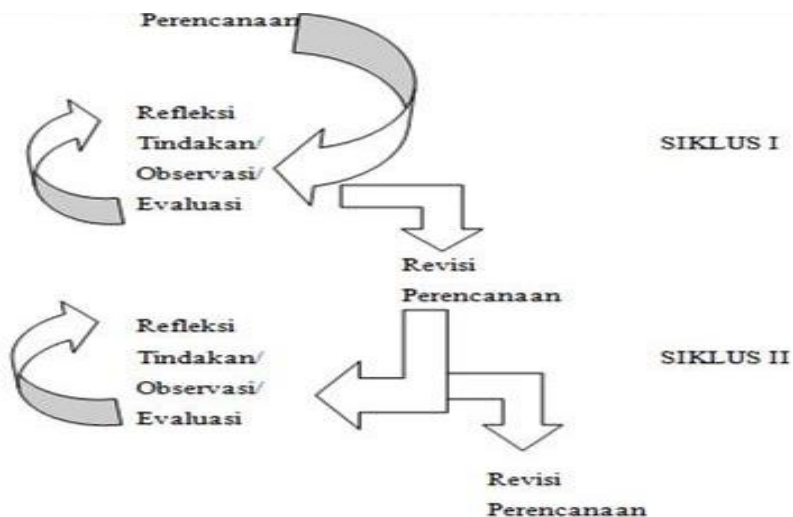 Perencanaan
Refleksi
Tindakan/
SIKLUS I
Observasi/
Evaluasi
Revisi
Perencanaan
Refleksi
Tindakan/
SIKLUS II
Observasi/
Evaluasi
Revisi
Perencanaan